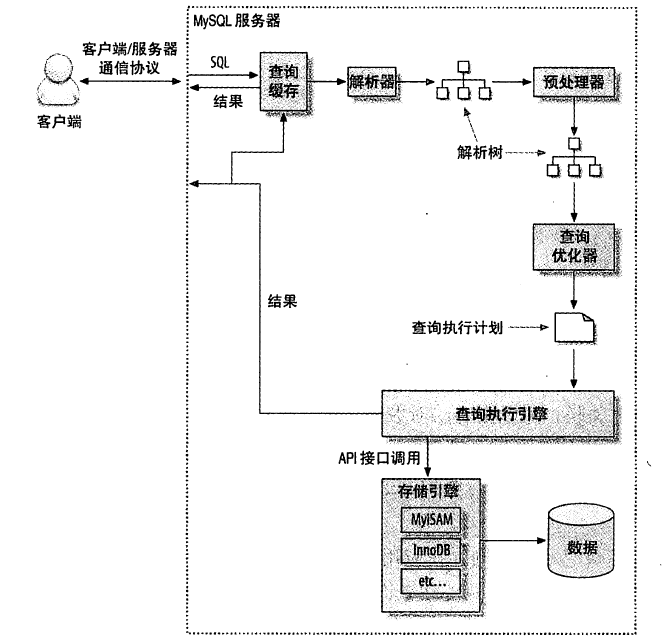 MySQL 服务器
客户端/服务器
通信协议
客户端
SQL
结果
查询
缓存
解析器
预处理器
解析树
查询
优化器
结果
查询执行计划
查询执行引擎
API 接口调用
存储引擎
MyISAM
InnoDB
etc...
数据